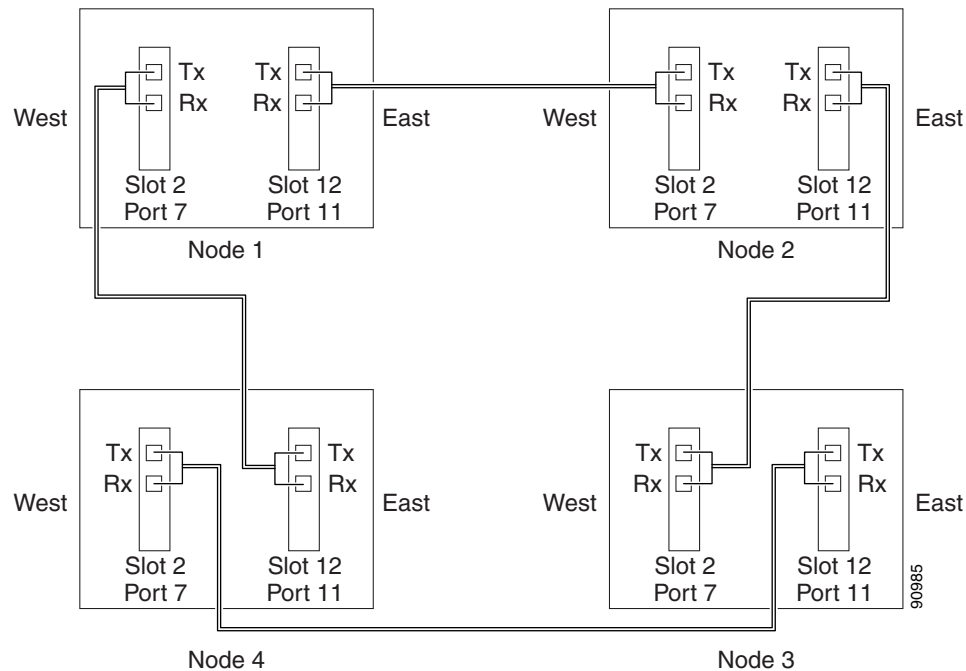 Tx Tx Tx Tx
Rx Rx Rx Rx
West East West East
Slot 2 Slot 12 Slot 2 Slot 12
Port 7 Port 11 Port 7 Port 11
Node 1 Node 2
Tx Tx Tx Tx
Rx Rx Rx Rx
West East West East
Slot 2 Slot 12 Slot 2 Slot 12
Port 7 Port 11 Port 7 Port 11
90985
Node 4 Node 3